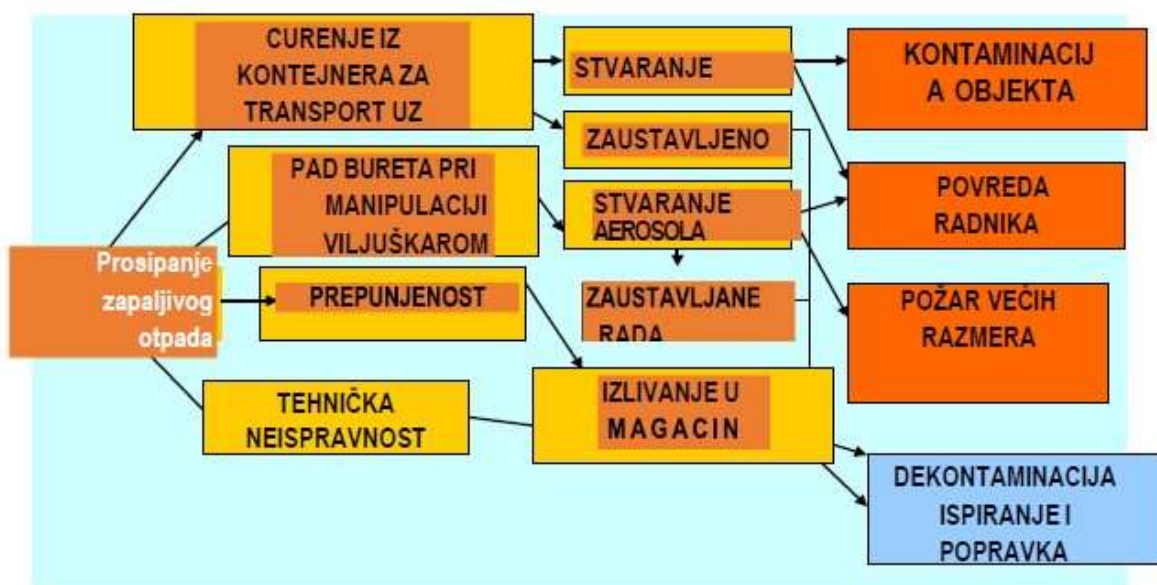 CURENJE IZ
KONTEJNERA ZA
TRANSPORT UZ
STVARANJE
KONTAMINACIJ
A OBJEKTA
ZAUSTAVLJENO
PAD BURETA PRI
MANIPULACIJI
VILJUŠKAROM
STVARANJE
AEROSOLA
POVREDA
RADNIKA
Prosipanje
zapaljivog
otpada
PREPUNJENOST
ZAUSTAVLJANE
RADA
POŽAR VEĆIH
RAZMERA
TEHNIČKA
NEISPRAVNOST
IZLIVANJE U
MAGACIN
DEKONTAMINACIJA
ISPIRANJE I
POPRAVKA